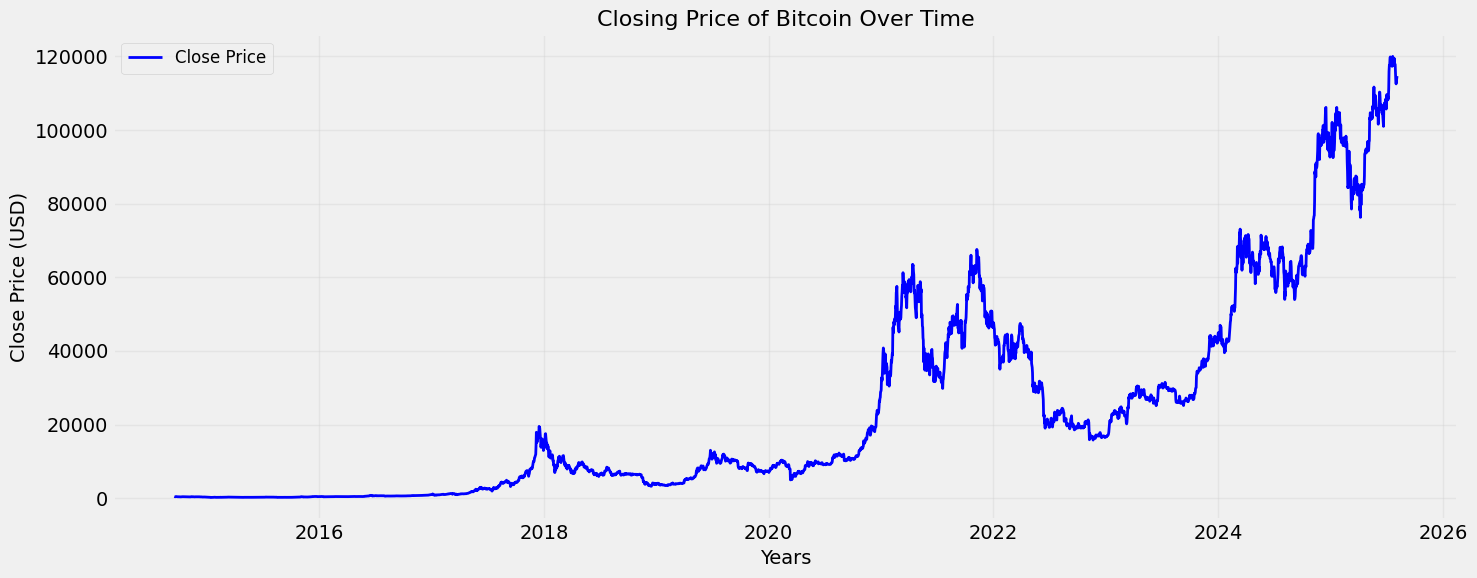 Closing Price of Bitcoin Over Time
Close Price
120000
100000
80000
60000
40000
20000
0
Close Price (USD)
2016 2018 2020 2022 2024 2026
Years